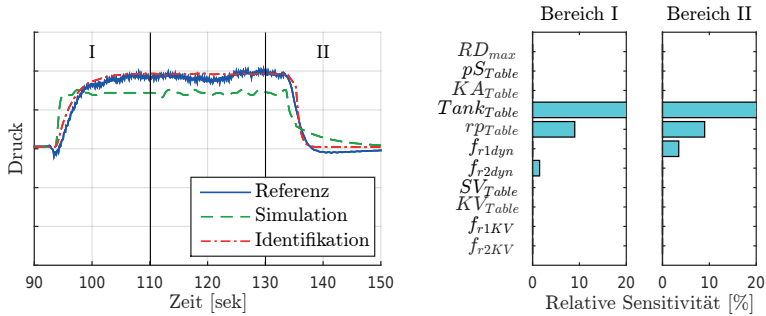 I
II
Druck
Referenz
Simulation
Identifikation
90
100
110
120
130
140
150
Zeit [sek]
Bereich I
Bereich II
RD_max
pS_Table
KA_Table
Tank_Table
rp_Table
f_r1dyn
f_r2dyn
SV_Table
KV_Table
f_r1KV
f_r2KV
0
10
20
0
10
20
Relative Sensitivität [%]